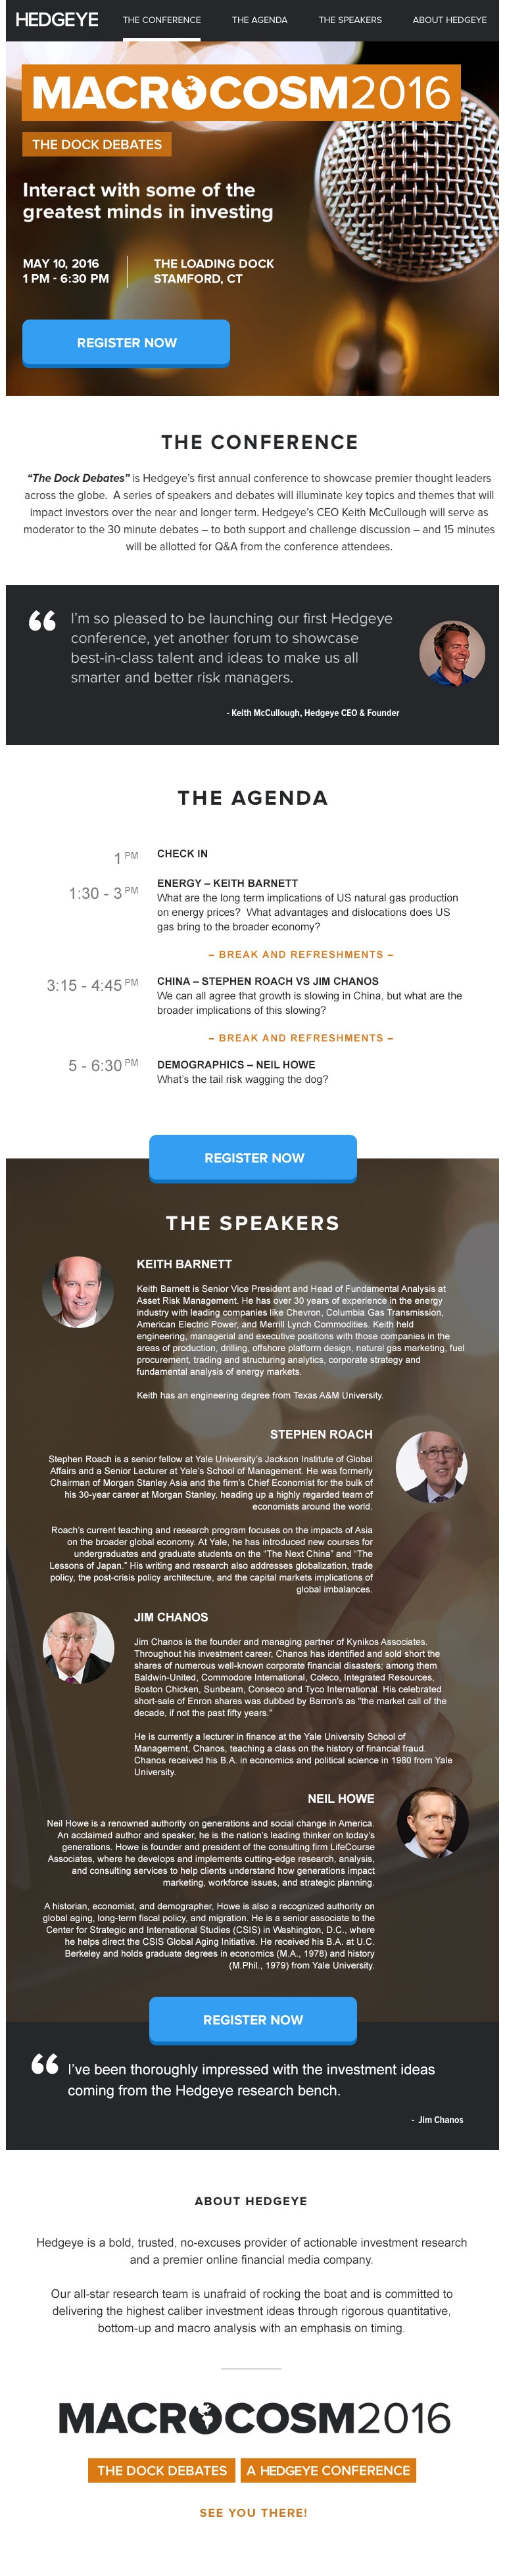 HEDGEYE THE CONFERENCE THE AGENDA THE SPEAKERS ABOUT HEDGEYE
MACROCOSM2016
THE DOCK DEBATES
Interact with some of the
greatest minds in investing
MAY 10, 2016
1 PM - 6:30 PM
THE LOADING DOCK
STAMFORD, CT
REGISTER NOW
THE CONFERENCE
“The Dock Debates” is Hedgeye’s first annual conference to showcase premier thought leaders
across the globe. A series of speakers and debates will illuminate key topics and themes that will
impact investors over the near and longer term. Hedgeye’s CEO Keith McCullough will serve as
moderator to the 30 minute debates – to both support and challenge discussion – and 15 minutes
will be allotted for Q&A from the conference attendees.
“ I’m so pleased to be launching our first Hedgeye
conference, yet another forum to showcase
best-in-class talent and ideas to make us all
smarter and better risk managers.
- Keith McCullough, Hedgeye CEO & Founder
THE AGENDA
1 PM CHECK IN
1:30 - 3 PM ENERGY – KEITH BARNETT
What are the long term implications of US natural gas production
on energy prices? What advantages and dislocations does US
gas bring to the broader economy?
– BREAK AND REFRESHMENTS –
3:15 - 4:45 PM CHINA – STEPHEN ROACH VS JIM CHANOS
We can all agree that growth is slowing in China, but what are the
broader implications of this slowing?
– BREAK AND REFRESHMENTS –
5 - 6:30 PM DEMOGRAPHICS – NEIL HOWE
What’s the tail risk wagging the dog?
REGISTER NOW
THE SPEAKERS
KEITH BARNETT
Keith Barnett is Senior Vice President and Head of Fundamental Analysis at
Asset Risk Management. He has over 30 years of experience in the energy
industry with leading companies like Chevron, Columbia Gas Transmission,
American Electric Power, and Merrill Lynch Commodities. Keith held
engineering, managerial and executive positions with those companies in the
areas of production, drilling, offshore platform design, natural gas marketing, fuel
procurement, trading and structuring analytics, corporate strategy and
fundamental analysis of energy markets.
Keith has an engineering degree from Texas A&M University.
STEPHEN ROACH
Stephen Roach is a senior fellow at Yale University’s Jackson Institute of Global
Affairs and a Senior Lecturer at Yale’s School of Management. He was formerly
Chairman of Morgan Stanley Asia and the firm’s Chief Economist for the bulk of
his 30-year career at Morgan Stanley, heading up a highly regarded team of
economists around the world.
Roach’s current teaching and research program focuses on the impacts of Asia
on the broader global economy. At Yale, he has introduced new courses for
undergraduates and graduate students on the “The Next China” and “The
Lessons of Japan.” His writing and research also addresses globalization, trade
policy, the post-crisis policy architecture, and the capital markets implications of
global imbalances.
JIM CHANOS
Jim Chanos is the founder and managing partner of Kynikos Associates.
Throughout his investment career, Chanos has identified and sold short the
shares of numerous well-known corporate financial disasters; among them
Baldwin-United, Commodore International, Coleco, Integrated Resources,
Boston Chicken, Sunbeam, Conseco and Tyco International. His celebrated
short-sale of Enron shares was dubbed by Barron's as "the market call of the
decade, if not the past fifty years."
He is currently a lecturer in finance at the Yale University School of
Management, Chanos, teaching a class on the history of financial fraud.
Chanos received his B.A. in economics and political science in 1980 from Yale
University.
NEIL HOWE
Neil Howe is a renowned authority on generations and social change in America.
An acclaimed author and speaker, he is the nation’s leading thinker on today’s
generations. Howe is founder and president of the consulting firm LifeCourse
Associates, where he develops and implements cutting-edge research, analysis,
and consulting services to help clients understand how generations impact
marketing, workforce issues, and strategic planning.
A historian, economist, and demographer, Howe is also a recognized authority on
global aging, long-term fiscal policy, and migration. He is a senior associate to the
Center for Strategic and International Studies (CSIS) in Washington, D.C., where
he helps direct the CSIS Global Aging Initiative. He received his B.A. at U.C.
Berkeley and holds graduate degrees in economics (M.A., 1978) and history
(M.Phil., 1979) from Yale University.
REGISTER NOW
“ I’ve been thoroughly impressed with the investment ideas
coming from the Hedgeye research bench.
- Jim Chanos
ABOUT HEDGEYE
Hedgeye is a bold, trusted, no-excuses provider of actionable investment research
and a premier online financial media company.
Our all-star research team is unafraid of rocking the boat and is committed to
delivering the highest caliber investment ideas through rigorous quantitative,
bottom-up and macro analysis with an emphasis on timing.
MACROCOSM2016
THE DOCK DEBATES A HEDGEYE CONFERENCE
SEE YOU THERE!